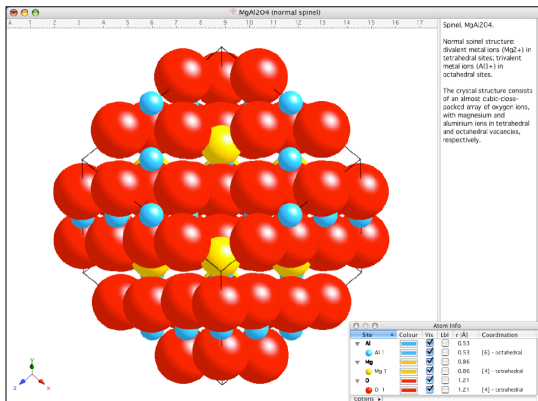 MgAl2O4 (normal spinel)
A 4 5 6 7 8 9 10 11 12 13 14 15 16 17
Spinel, MgAl2O4.
Normal spinel structure:
divalent metal ions (Mg2+) in
tetrahedral sites; trivalent
metal ions (Al3+) in
octahedral sites.
The crystal structure consists
of an almost cubic-close-
packed array of oxygen ions,
with magnesium and
aluminium ions in tetrahedral
and octahedral vacancies,
respectively.
Atom Info
Site Colour Vis Lbl r (Å) Coordination
Al 0.53
Al 1 0.53 [6] - octahedral
Mg 0.86
Mg 1 0.86 [4] - tetrahedral
O 1.21
O 1 1.21 [4] - tetrahedral
Options
y
z x